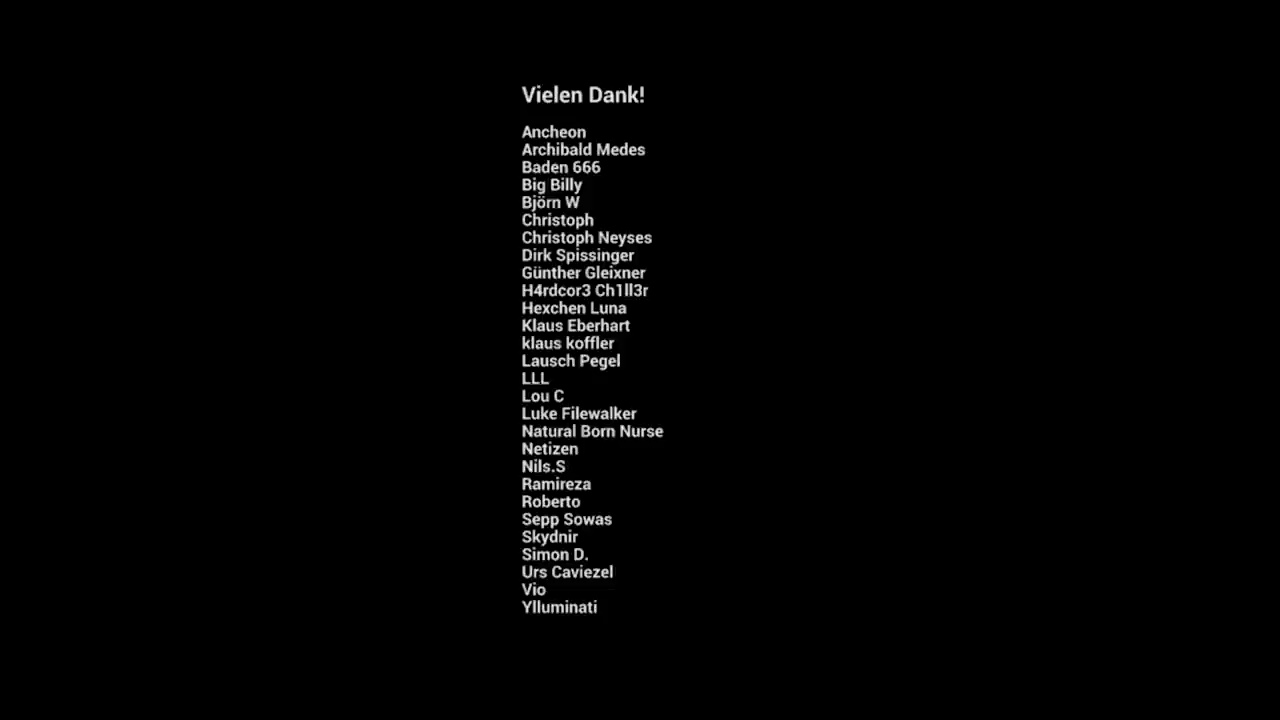 Vielen Dank!
Ancheon
Archibald Medes
Baden 666
Big Billy
Björn W
Christoph
Christoph Neyses
Dirk Spissinger
Günther Gleixner
H4rdcor3 Ch1ll3r
Hexchen Luna
Klaus Eberhart
klaus koffler
Lausch Pegel
LLL
Lou C
Luke Filewalker
Natural Born Nurse
Netizen
Nils.S
Ramireza
Roberto
Sepp Sowas
Skydnir
Simon D.
Urs Caviezel
Vio
Ylluminati